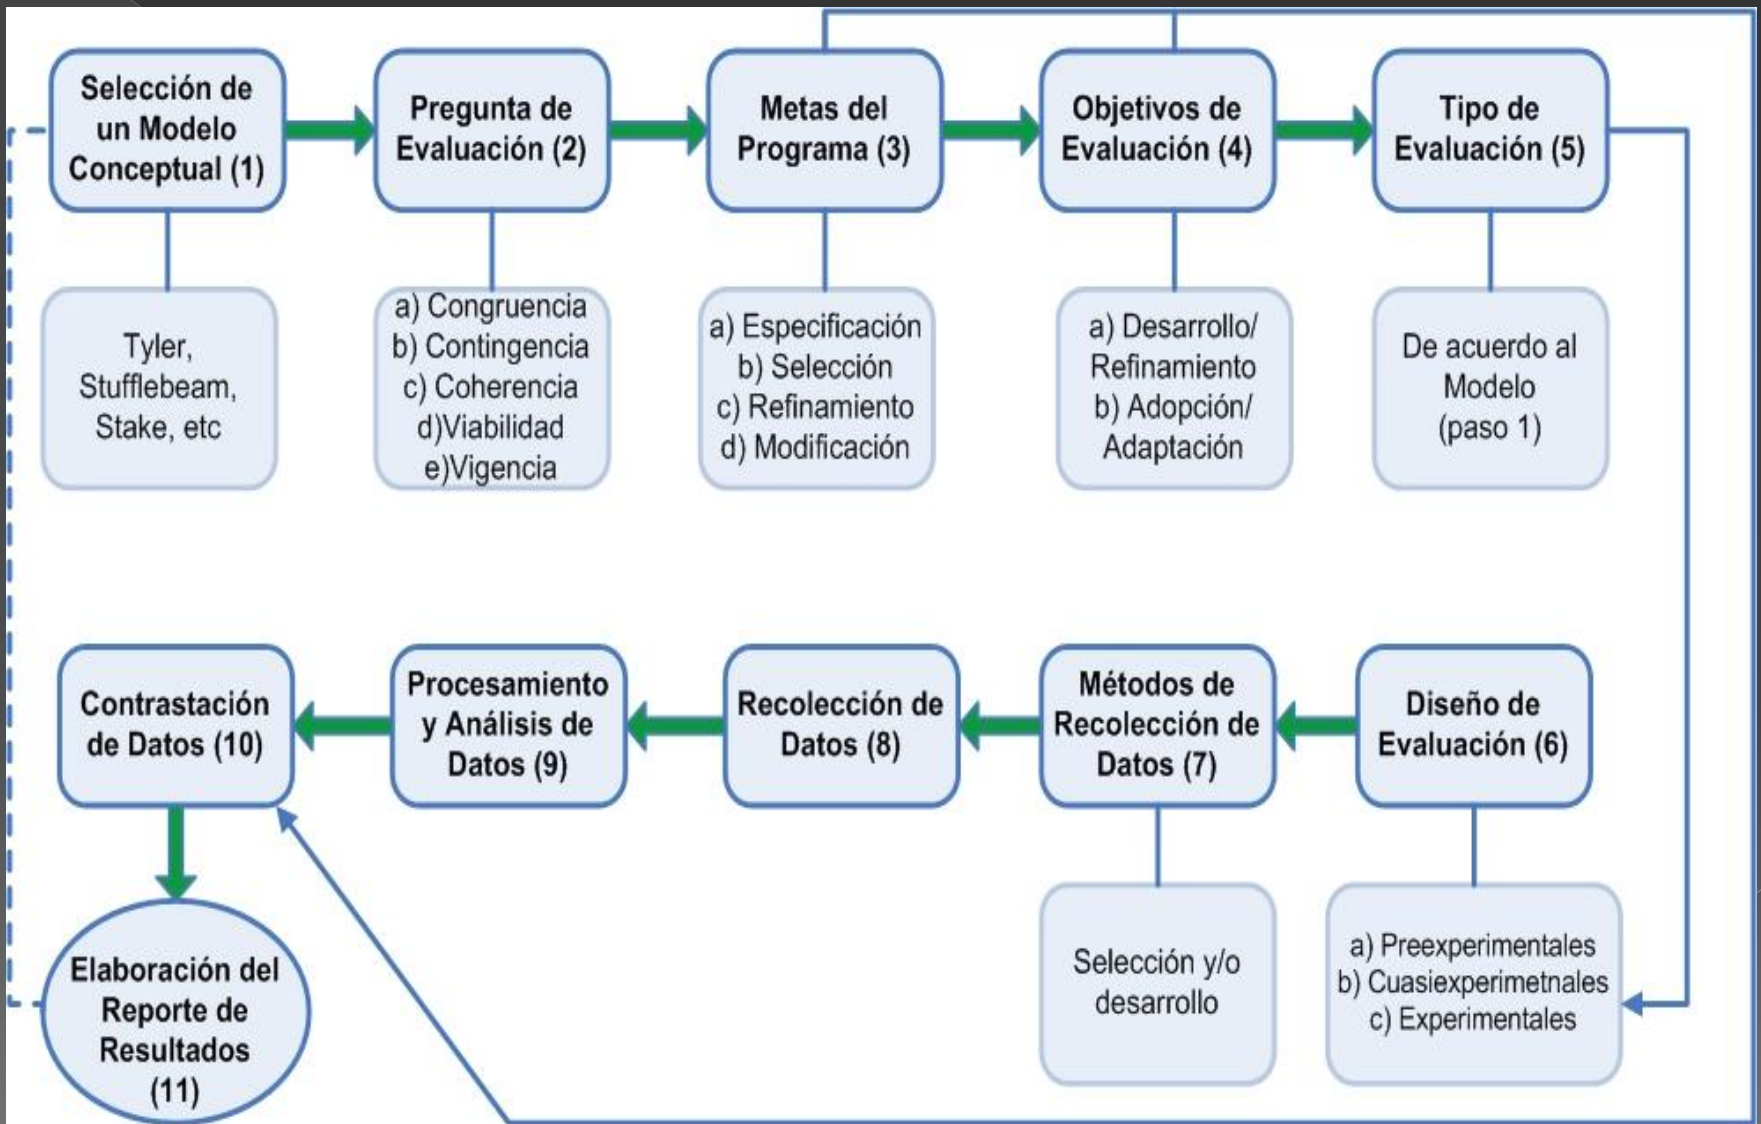 Selección de
un Modelo
Conceptual (1)
Pregunta de
Evaluación (2)
Metas del
Programa (3)
Objetivos de
Evaluación (4)
Tipo de
Evaluación (5)
Tyler,
Stufflebeam,
Stake, etc
a) Congruencia
b) Contingencia
c) Coherencia
d)Viabilidad
e)Vigencia
a) Especificación
b) Selección
c) Refinamiento
d) Modificación
a) Desarrollo/
Refinamiento
b) Adopción/
Adaptación
De acuerdo al
Modelo
(paso 1)
Contrastación
de Datos (10)
Procesamiento
y Análisis de
Datos (9)
Recolección de
Datos (8)
Métodos de
Recolección de
Datos (7)
Diseño de
Evaluación (6)
Elaboración del
Reporte de
Resultados
(11)
Selección y/o
desarrollo
a) Preexperimentales
b) Cuasiexperimetnales
c) Experimentales